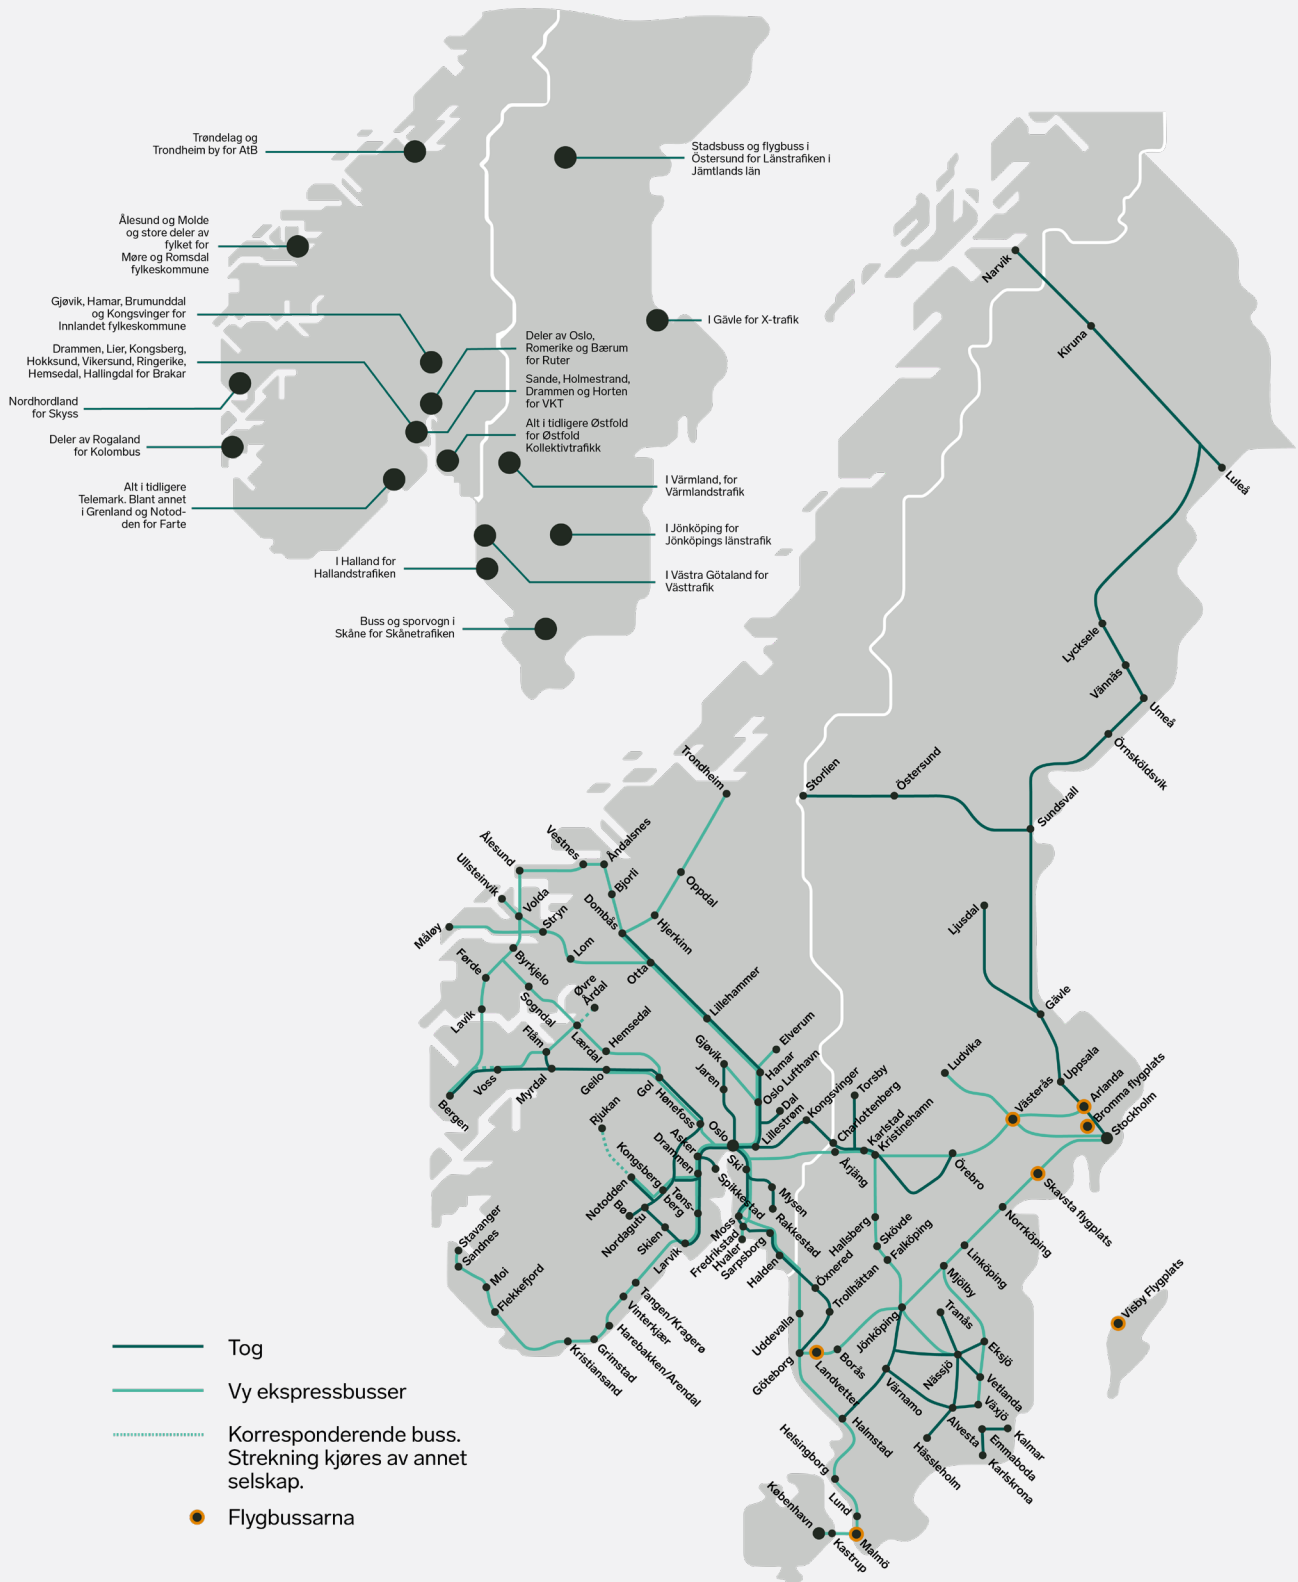 Trøndelag og
Trondheim by for AtB
Stadsbuss og flygbuss i
Östersund for Länstrafiken i
Jämtlands län
Ålesund og Molde
og store deler av
fylket for
Møre og Romsdal
fylkeskommune
Gjøvik, Hamar, Brumunddal
og Kongsvinger for
Innlandet fylkeskommune
I Gävle for X-trafik
Drammen, Lier, Kongsberg,
Hokksund, Vikersund, Ringerike,
Hemsedal, Hallingdal for Brakar
Deler av Oslo,
Romerike og Bærum
for Ruter
Sande, Holmestrand,
Drammen og Horten
for VKT
Nordhordland
for Skyss
Alt i tidligere Østfold
for Østfold
Kollektivtrafikk
Deler av Rogaland
for Kolombus
Alt i tidligere
Telemark. Blant annet
i Grenland og Notod-
den for Farte
I Värmland, for
Värmlandstrafik
I Jönköping for
Jönköpings länstrafik
I Halland for
Hallandstrafiken
I Västra Götaland for
Västtrafik
Buss og sporvogn i
Skåne for Skånetrafiken
Narvik
Kiruna
Luleå
Lycksele
Vännäs
Umeå
Örnsköldsvik
Sundsvall
Storlien
Östersund
Trondheim
Oppdal
Hjerkinn
Ålesund
Vestnes
Åndalsnes
Bjorli
Dombås
Ullsteinvik
Volda
Stryn
Måløy
Lom
Otta
Førde
Byrkjelo
Sogndal
Øvre
Årdal
Lavik
Lærdal
Hemsedal
Flåm
Lillehammer
Gjøvik
Elverum
Jaren
Hamar
Oslo Lufthavn
Bergen
Voss
Myrdal
Geilo
Gol
Hønefoss
Rjukan
Dal
Kongsvinger
Lillestrøm
Oslo
Asker
Drammen
Ski
Torsby
Charlottenberg
Karlstad
Kristinehamn
Årjäng
Örebro
Ljusdal
Gävle
Ludvika
Uppsala
Västerås
Arlanda
Bromma flygplats
Stockholm
Skavsta flygplats
Kongsberg
Notodden
Bø
Nordagutu
Tøns-
berg
Spikkestad
Mysen
Rakkestad
Skien
Larvik
Moss
Fredrikstad
Hvaler
Sarpsborg
Halden
Stavanger
Sandnes
Moi
Flekkefjord
Tangen/Kragerø
Vinterkjær
Harebakken/Arendal
Grimstad
Kristiansand
Hallsberg
Skövde
Falköping
Norrköping
Linköping
Mjölby
Öxnered
Trollhättan
Uddevalla
Göteborg
Landvetter
Borås
Jönköping
Tranås
Eksjö
Nässjö
Vetlanda
Växjö
Värnamo
Alvesta
Hässleholm
Kalmar
Emmaboda
Karlskrona
Halmstad
Helsingborg
Lund
København
Kastrup
Malmö
Visby Flygplats
Tog
Vy ekspressbusser
Korresponderende buss.
Strekning kjøres av annet
selskap.
Flygbussarna